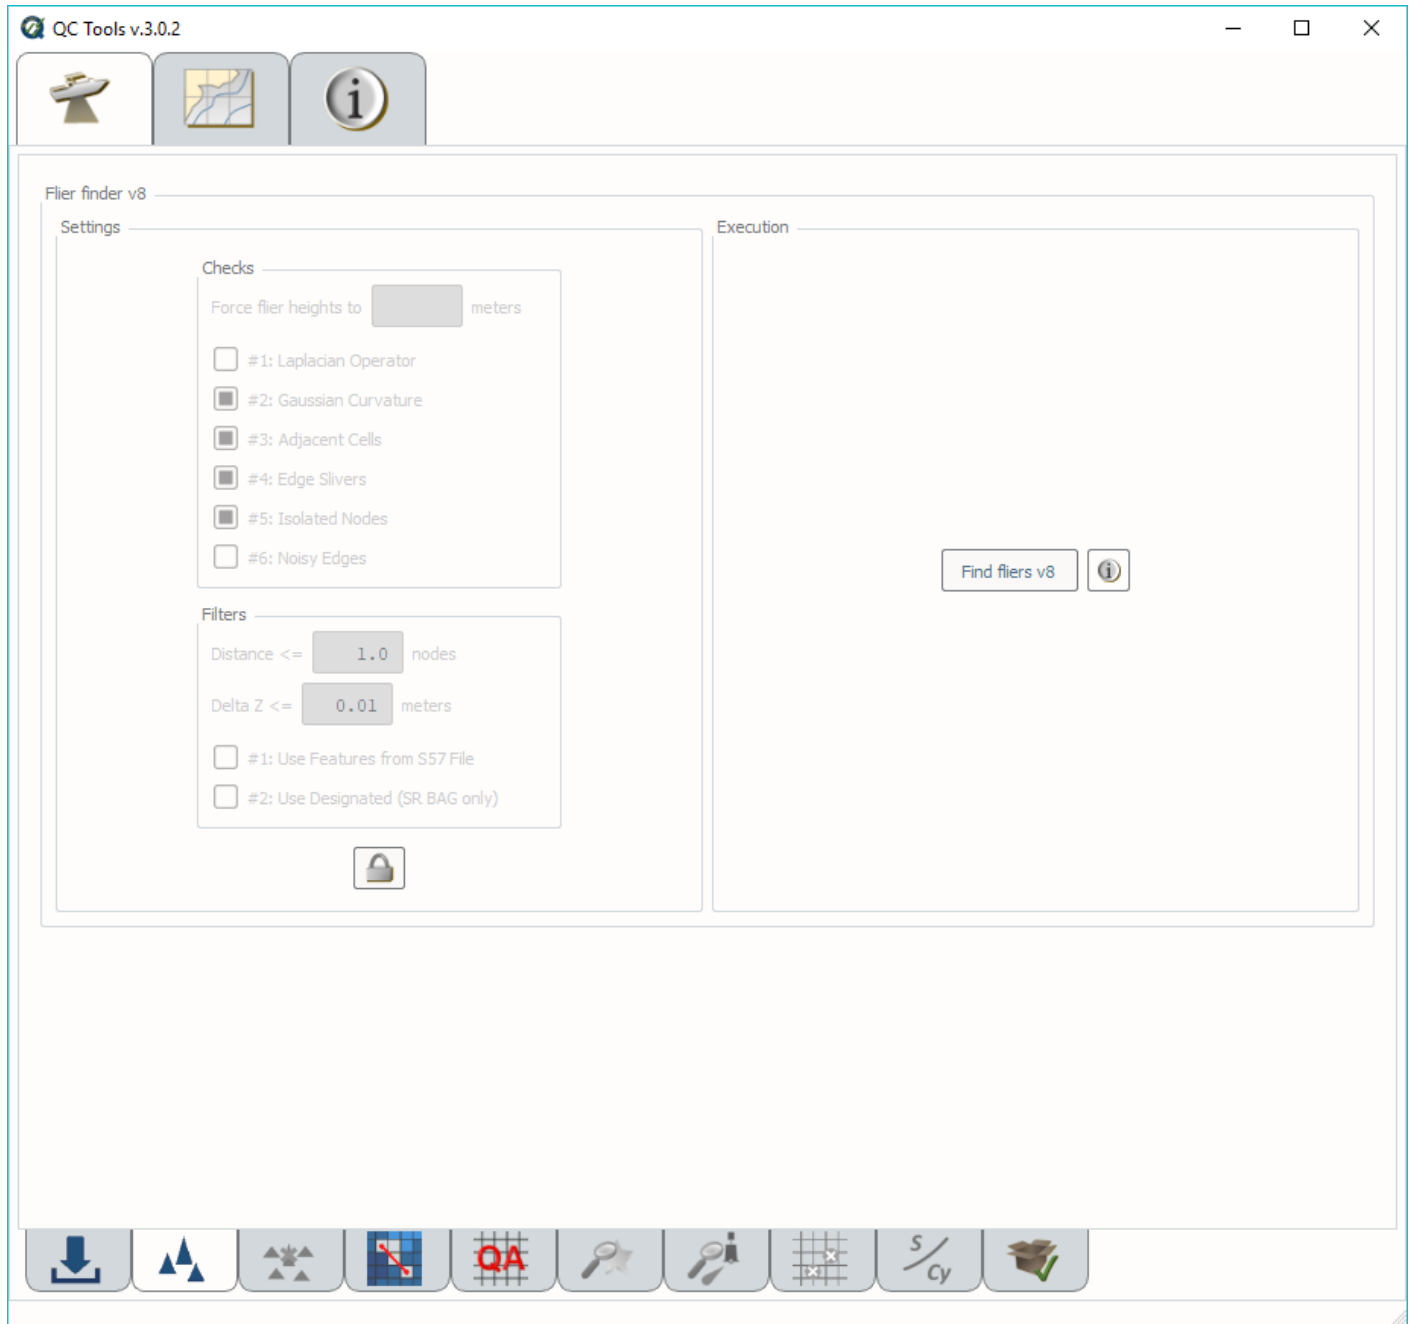 QC Tools v.3.0.2
Flier finder v8
Settings
Checks
Force flier heights to meters
#1: Laplacian Operator
#2: Gaussian Curvature
#3: Adjacent Cells
#4: Edge Slivers
#5: Isolated Nodes
#6: Noisy Edges
Filters
Distance <= 1.0 nodes
Delta Z <= 0.01 meters
#1: Use Features from S57 File
#2: Use Designated (SR BAG only)
Execution
Find fliers v8
i
QA
S/Cy